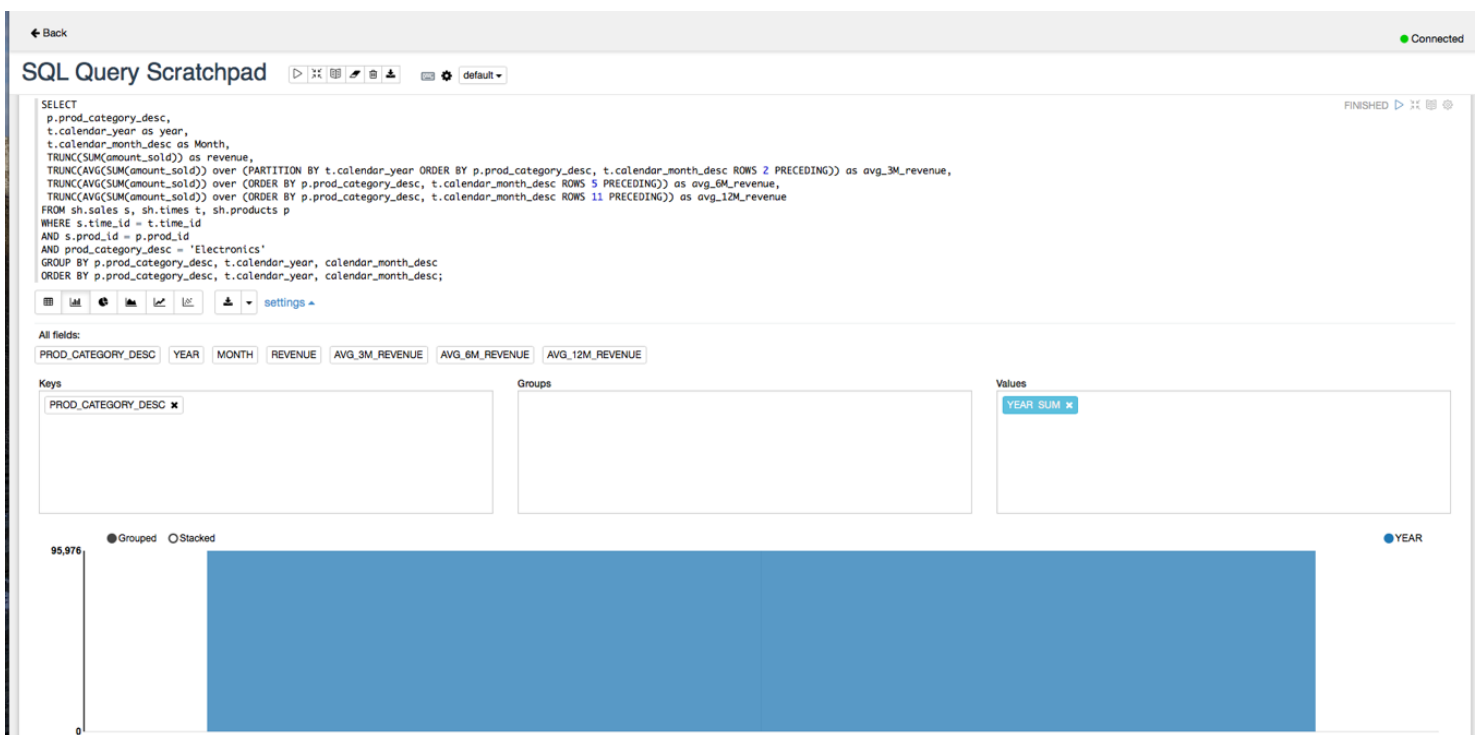 Back
Connected
SQL Query Scratchpad
default
FINISHED
SELECT
p.prod_category_desc,
t.calendar_year as year,
t.calendar_month_desc as Month,
TRUNC(SUM(amount_sold)) as revenue,
TRUNC(AVG(SUM(amount_sold)) over (PARTITION BY t.calendar_year ORDER BY p.prod_category_desc, t.calendar_month_desc ROWS 2 PRECEDING)) as avg_3M_revenue,
TRUNC(AVG(SUM(amount_sold)) over (ORDER BY p.prod_category_desc, t.calendar_month_desc ROWS 5 PRECEDING)) as avg_6M_revenue,
TRUNC(AVG(SUM(amount_sold)) over (ORDER BY p.prod_category_desc, t.calendar_month_desc ROWS 11 PRECEDING)) as avg_12M_revenue
FROM sh.sales s, sh.times t, sh.products p
WHERE s.time_id = t.time_id
AND s.prod_id = p.prod_id
AND prod_category_desc = 'Electronics'
GROUP BY p.prod_category_desc, t.calendar_year, calendar_month_desc
ORDER BY p.prod_category_desc, t.calendar_year, calendar_month_desc;
settings
All fields:
PROD_CATEGORY_DESC YEAR MONTH REVENUE AVG_3M_REVENUE AVG_6M_REVENUE AVG_12M_REVENUE
Keys Groups Values
PROD_CATEGORY_DESC YEAR SUM
Grouped Stacked YEAR
95,976
0